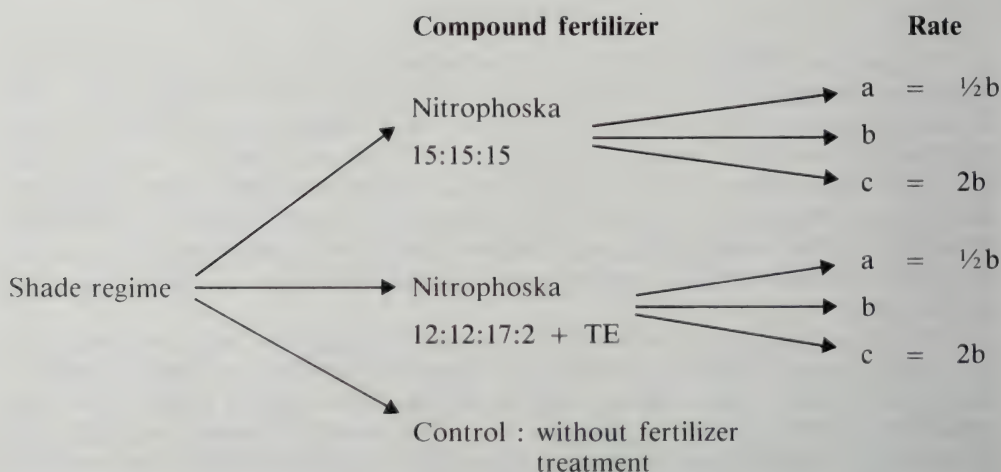 Compound fertilizer Rate
Nitrophoska
15:15:15
a = ½b
b
c = 2b
Shade regime
Nitrophoska
12:12:17:2 + TE
a = ½b
b
c = 2b
Control : without fertilizer
treatment